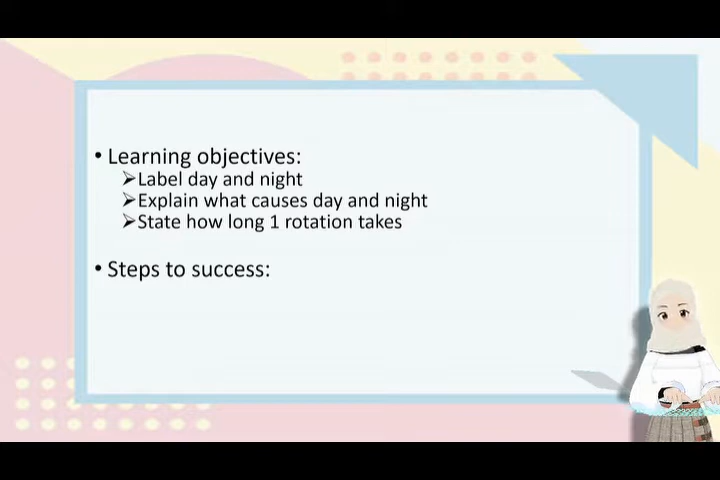 • Learning objectives:
➢Label day and night
➢Explain what causes day and night
➢State how long 1 rotation takes
• Steps to success: